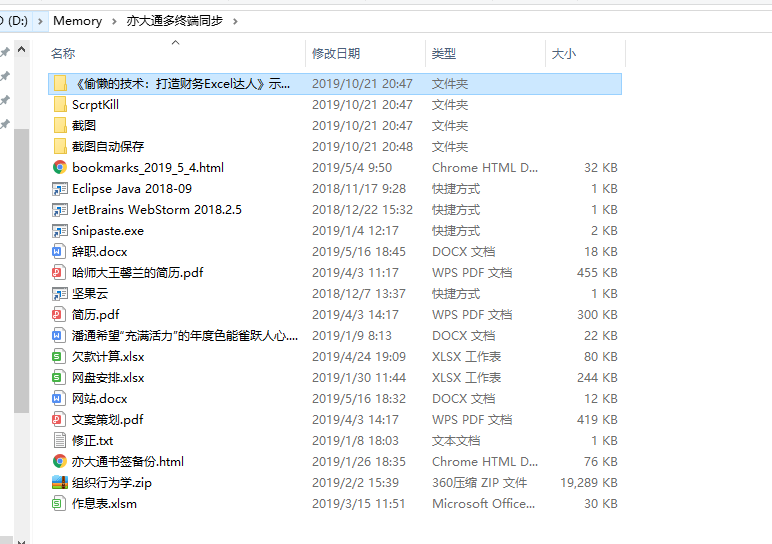 (D:) Memory 亦大通多终端同步
名称 修改日期 类型 大小
《偷懒的技术：打造财务Excel达人》示... 2019/10/21 20:47 文件夹
ScrptKill 2019/10/21 20:47 文件夹
截图 2019/10/21 20:47 文件夹
截图自动保存 2019/10/21 20:48 文件夹
bookmarks_2019_5_4.html 2019/5/4 9:50 Chrome HTML D... 32 KB
Eclipse Java 2018-09 2018/11/17 9:28 快捷方式 1 KB
JetBrains WebStorm 2018.2.5 2018/12/22 15:32 快捷方式 1 KB
Snipaste.exe 2019/1/4 12:17 快捷方式 2 KB
辞职.docx 2019/5/16 18:45 DOCX 文档 18 KB
哈师大王馨兰的简历.pdf 2019/4/3 11:17 WPS PDF 文档 455 KB
坚果云 2018/12/7 13:37 快捷方式 1 KB
简历.pdf 2019/4/3 14:17 WPS PDF 文档 300 KB
潘通希望“充满活力”的年度色能雀跃人心.... 2019/1/9 8:13 DOCX 文档 22 KB
欠款计算.xlsx 2019/4/24 19:09 XLSX 工作表 80 KB
网盘安排.xlsx 2019/1/30 11:44 XLSX 工作表 244 KB
网站.docx 2019/5/16 18:32 DOCX 文档 12 KB
文案策划.pdf 2019/4/3 14:17 WPS PDF 文档 419 KB
修正.txt 2019/1/8 18:03 文本文档 1 KB
亦大通书签备份.html 2019/1/26 18:35 Chrome HTML D... 76 KB
组织行为学.zip 2019/2/2 15:39 360压缩 ZIP 文件 19,289 KB
作息表.xlsm 2019/3/15 11:51 Microsoft Office... 30 KB